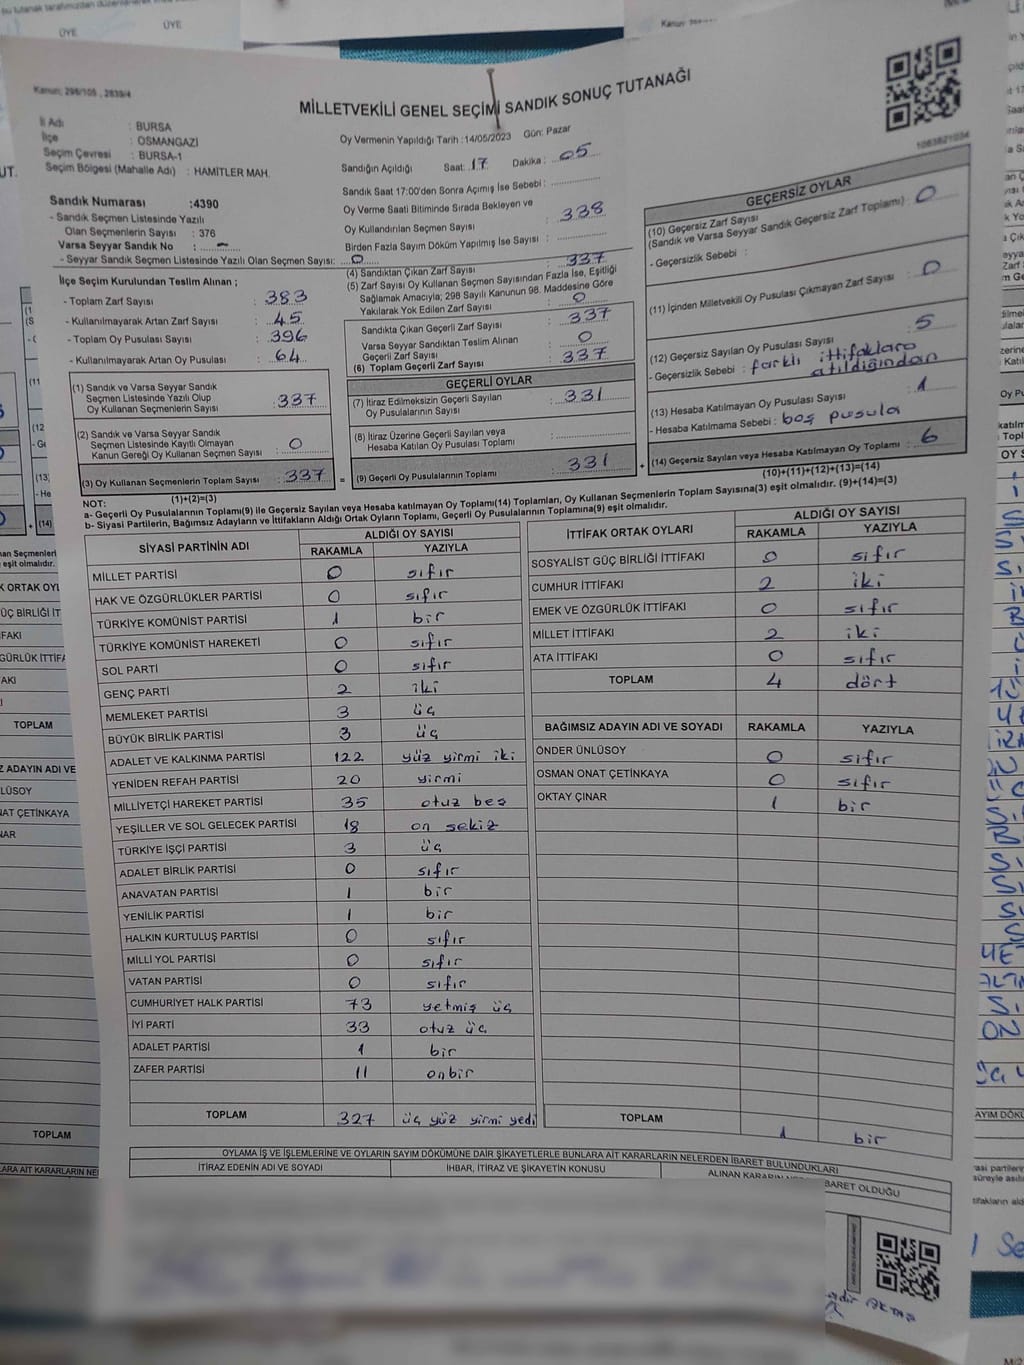 Kanun: 298/105 , 2839/4
MİLLETVEKİLİ GENEL SEÇİMİ SANDIK SONUÇ TUTANAĞI
1063821034
İl Adı : BURSA
İlçe : OSMANGAZİ
Seçim Çevresi : BURSA-1
Seçim Bölgesi (Mahalle Adı) : HAMİTLER MAH.
Oy Vermenin Yapıldığı Tarih :14/05/2023 Gün: Pazar
Sandığın Açıldığı Saat: 17 Dakika : 05
Sandık Saat 17:00'den Sonra Açımış İse Sebebi :
Oy Verme Saati Bitiminde Sırada Bekleyen ve
Oy Kullandırılan Seçmen Sayısı : 338
Birden Fazla Sayım Döküm Yapılmış İse Sayısı :
Sandık Numarası :4390
- Sandık Seçmen Listesinde Yazılı
Olan Seçmenlerin Sayısı : 376
Varsa Seyyar Sandık No : -
- Seyyar Sandık Seçmen Listesinde Yazılı Olan Seçmen Sayısı: 0
İlçe Seçim Kurulundan Teslim Alınan ;
- Toplam Zarf Sayısı : 383
- Kullanılmayarak Artan Zarf Sayısı : 45
- Toplam Oy Pusulası Sayısı : 396
- Kullanılmayarak Artan Oy Pusulası : 64
(1) Sandık ve Varsa Seyyar Sandık
Seçmen Listesinde Yazılı Olup
Oy Kullanan Seçmenlerin Sayısı : 337
(2) Sandık ve Varsa Seyyar Sandık
Seçmen Listesinde Kayıtlı Olmayan
Kanun Gereği Oy Kullanan Seçmen Sayısı : 0
(3) Oy Kullanan Seçmenlerin Toplam Sayısı : 337
(1)+(2)=(3)
(4) Sandıktan Çıkan Zarf Sayısı : 337
(5) Zarf Sayısı Oy Kullanan Seçmen Sayısından Fazla İse, Eşitliği
Sağlamak Amacıyla; 298 Sayılı Kanunun 98. Maddesine Göre
Yakılarak Yok Edilen Zarf Sayısı : 0
Sandıkta Çıkan Geçerli Zarf Sayısı : 337
Varsa Seyyar Sandıktan Teslim Alınan
Geçerli Zarf Sayısı : 0
(6) Toplam Geçerli Zarf Sayısı : 337
GEÇERLİ OYLAR
(7) İtiraz Edilmeksizin Geçerli Sayılan
Oy Pusulalarının Sayısı : 331
(8) İtiraz Üzerine Geçerli Sayılan veya
Hesaba Katılan Oy Pusulası Toplamı :
= (9) Geçerli Oy Pusulalarının Toplamı : 331 +
GEÇERSİZ OYLAR
(10) Geçersiz Zarf Sayısı
(Sandık ve Varsa Seyyar Sandık Geçersiz Zarf Toplamı) : 0
- Geçersizlik Sebebi :
(11) İçinden Milletvekili Oy Pusulası Çıkmayan Zarf Sayısı : 0
(12) Geçersiz Sayılan Oy Pusulası Sayısı : 5
- Geçersizlik Sebebi : farklı ittifaklara
atıldığından
(13) Hesaba Katılmayan Oy Pusulası Sayısı : 1
- Hesaba Katılmama Sebebi : boş pusula
(14) Geçersiz Sayılan veya Hesaba Katılmayan Oy Toplamı : 6
(10)+(11)+(12)+(13)=(14)
NOT:
a- Geçerli Oy Pusulalarının Toplamı(9) ile Geçersiz Sayılan veya Hesaba katılmayan Oy Toplamı(14) Toplamları, Oy Kullanan Seçmenlerin Toplam Sayısına(3) eşit olmalıdır. (9)+(14)=(3)
b- Siyasi Partilerin, Bağımsız Adayların ve İttifakların Aldığı Ortak Oyların Toplamı, Geçerli Oy Pusulalarının Toplamına(9) eşit olmalıdır.
SİYASİ PARTİNİN ADI ALDIĞI OY SAYISI
RAKAMLA YAZIYLA
MİLLET PARTİSİ 0 sıfır
HAK VE ÖZGÜRLÜKLER PARTİSİ 0 sıfır
TÜRKİYE KOMÜNİST PARTİSİ 1 bir
TÜRKİYE KOMÜNİST HAREKETİ 0 sıfır
SOL PARTİ 0 sıfır
GENÇ PARTİ 2 iki
MEMLEKET PARTİSİ 3 üç
BÜYÜK BİRLİK PARTİSİ 3 üç
ADALET VE KALKINMA PARTİSİ 122 yüz yirmi iki
YENİDEN REFAH PARTİSİ 20 yirmi
MİLLİYETÇİ HAREKET PARTİSİ 35 otuz beş
YEŞİLLER VE SOL GELECEK PARTİSİ 18 on sekiz
TÜRKİYE İŞÇİ PARTİSİ 3 üç
ADALET BİRLİK PARTİSİ 0 sıfır
ANAVATAN PARTİSİ 1 bir
YENİLİK PARTİSİ 1 bir
HALKIN KURTULUŞ PARTİSİ 0 sıfır
MİLLİ YOL PARTİSİ 0 sıfır
VATAN PARTİSİ 0 sıfır
CUMHURİYET HALK PARTİSİ 73 yetmiş üç
İYİ PARTİ 33 otuz üç
ADALET PARTİSİ 1 bir
ZAFER PARTİSİ 11 onbir
TOPLAM 327 üç yüz yirmi yedi
İTTİFAK ORTAK OYLARI ALDIĞI OY SAYISI
RAKAMLA YAZIYLA
SOSYALİST GÜÇ BİRLİĞİ İTTİFAKI 0 sıfır
CUMHUR İTTİFAKI 2 iki
EMEK VE ÖZGÜRLÜK İTTİFAKI 0 sıfır
MİLLET İTTİFAKI 2 iki
ATA İTTİFAKI 0 sıfır
TOPLAM 4 dört
BAĞIMSIZ ADAYIN ADI VE SOYADI RAKAMLA YAZIYLA
ÖNDER ÜNLÜSOY 0 sıfır
OSMAN ONAT ÇETİNKAYA 0 sıfır
OKTAY ÇINAR 1 bir
TOPLAM 1 bir
OYLAMA İŞ VE İŞLEMLERİNE VE OYLARIN SAYIM DÖKÜMÜNE DAİR ŞİKAYETLERLE BUNLARA AİT KARARLARIN NELERDEN İBARET BULUNDUKLARI
İTİRAZ EDENİN ADI VE SOYADI İHBAR, İTİRAZ VE ŞİKAYETİN KONUSU ALINAN KARARIN NE
BARET OLDUĞU